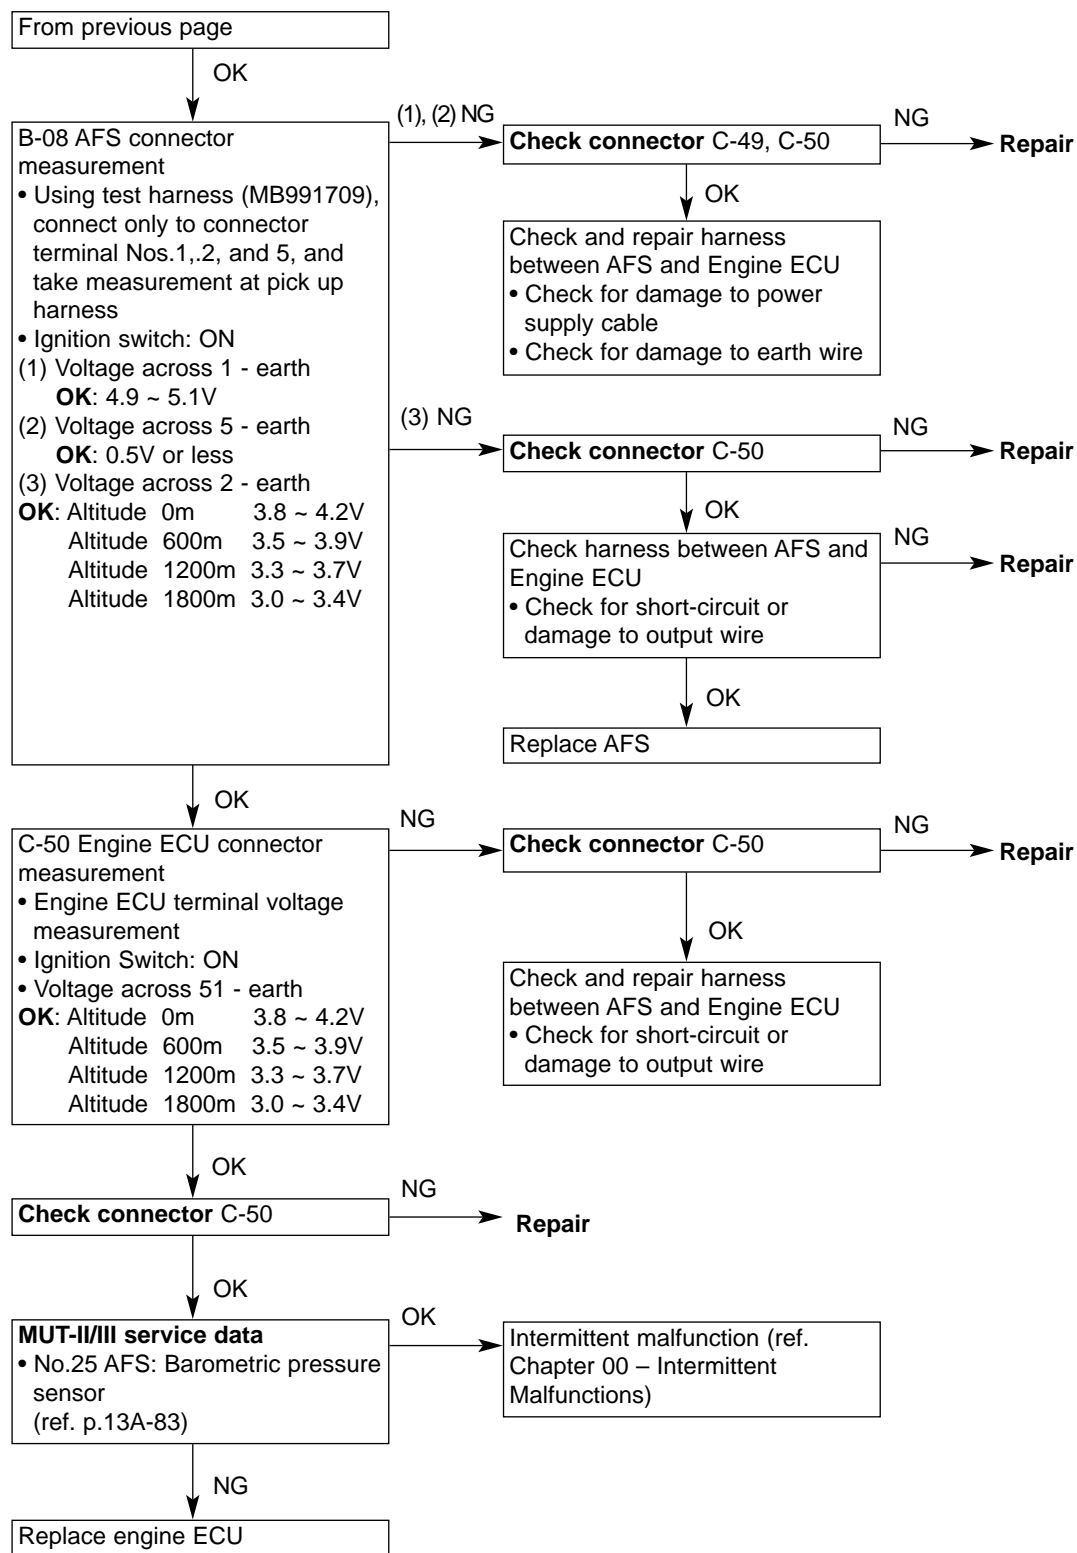 From previous page
OK
B-08 AFS connector
measurement
• Using test harness (MB991709),
connect only to connector
terminal Nos.1,.2, and 5, and
take measurement at pick up
harness
• Ignition switch: ON
(1) Voltage across 1 - earth
OK: 4.9 ~ 5.1V
(2) Voltage across 5 - earth
OK: 0.5V or less
(3) Voltage across 2 - earth
OK: Altitude 0m 3.8 ~ 4.2V
Altitude 600m 3.5 ~ 3.9V
Altitude 1200m 3.3 ~ 3.7V
Altitude 1800m 3.0 ~ 3.4V
(1), (2) NG
Check connector C-49, C-50
NG
Repair
OK
Check and repair harness
between AFS and Engine ECU
• Check for damage to power
supply cable
• Check for damage to earth wire
(3) NG
Check connector C-50
NG
Repair
OK
Check harness between AFS and
Engine ECU
• Check for short-circuit or
damage to output wire
NG
Repair
OK
Replace AFS
OK
C-50 Engine ECU connector
measurement
• Engine ECU terminal voltage
measurement
• Ignition Switch: ON
• Voltage across 51 - earth
OK: Altitude 0m 3.8 ~ 4.2V
Altitude 600m 3.5 ~ 3.9V
Altitude 1200m 3.3 ~ 3.7V
Altitude 1800m 3.0 ~ 3.4V
NG
Check connector C-50
NG
Repair
OK
Check and repair harness
between AFS and Engine ECU
• Check for short-circuit or
damage to output wire
OK
Check connector C-50
NG
Repair
OK
MUT-II/III service data
• No.25 AFS: Barometric pressure
sensor
(ref. p.13A-83)
OK
Intermittent malfunction (ref.
Chapter 00 – Intermittent
Malfunctions)
NG
Replace engine ECU